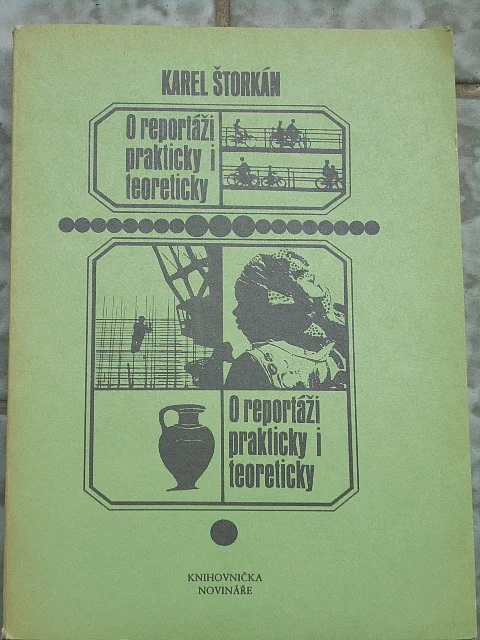 KAREL ŠTORKÁN
O reportáži
prakticky i
teoreticky
O reportáži
prakticky i
teoreticky
KNIHOVNIČKA
NOVINÁŘE